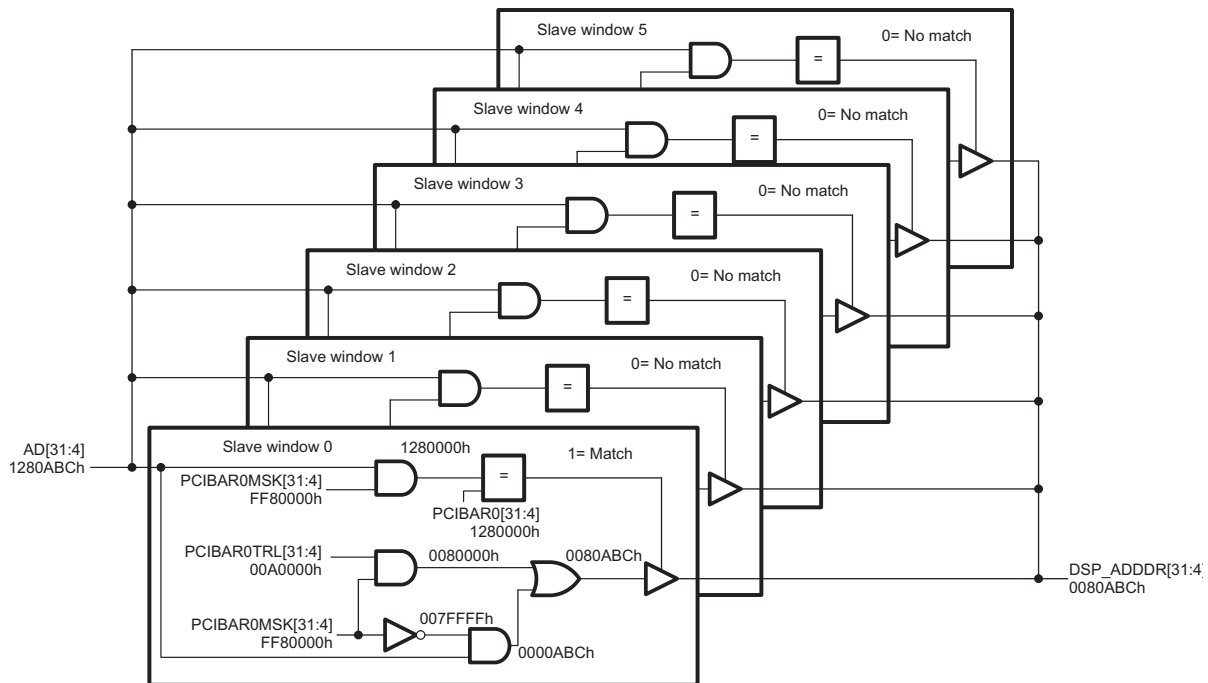 Slave window 5
0= No match
=
Slave window 4
0= No match
=
Slave window 3
0= No match
=
Slave window 2
0= No match
=
Slave window 1
0= No match
=
Slave window 0
1280000h
1= Match
AD[31:4]
1280ABCh
PCIBAR0MSK[31:4]
FF80000h
=
PCIBAR0[31:4]
1280000h
PCIBAR0TRL[31:4]
00A0000h
0080000h
0080ABCh
DSP_ADDDR[31:4]
0080ABCh
PCIBAR0MSK[31:4]
FF80000h
007FFFFh
0000ABCh